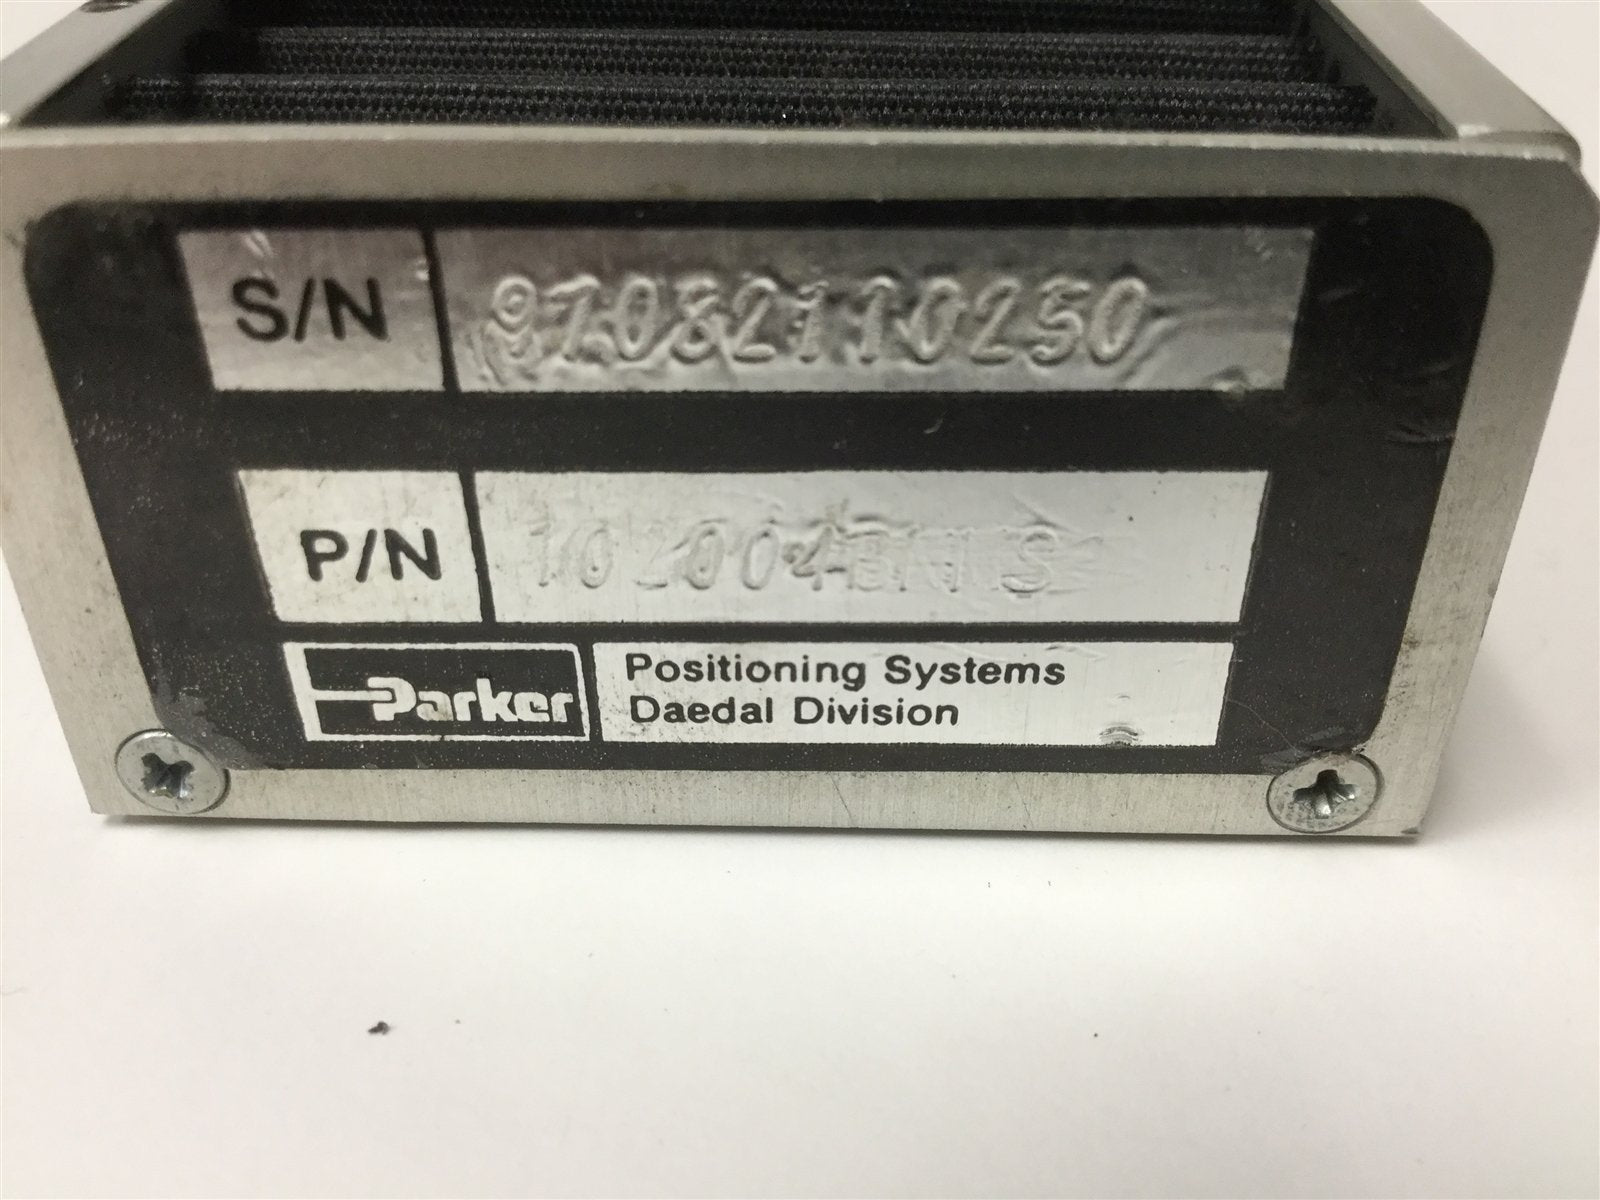 S/N 970821110250
P/N
Parker
Positioning Systems
Daedal Division